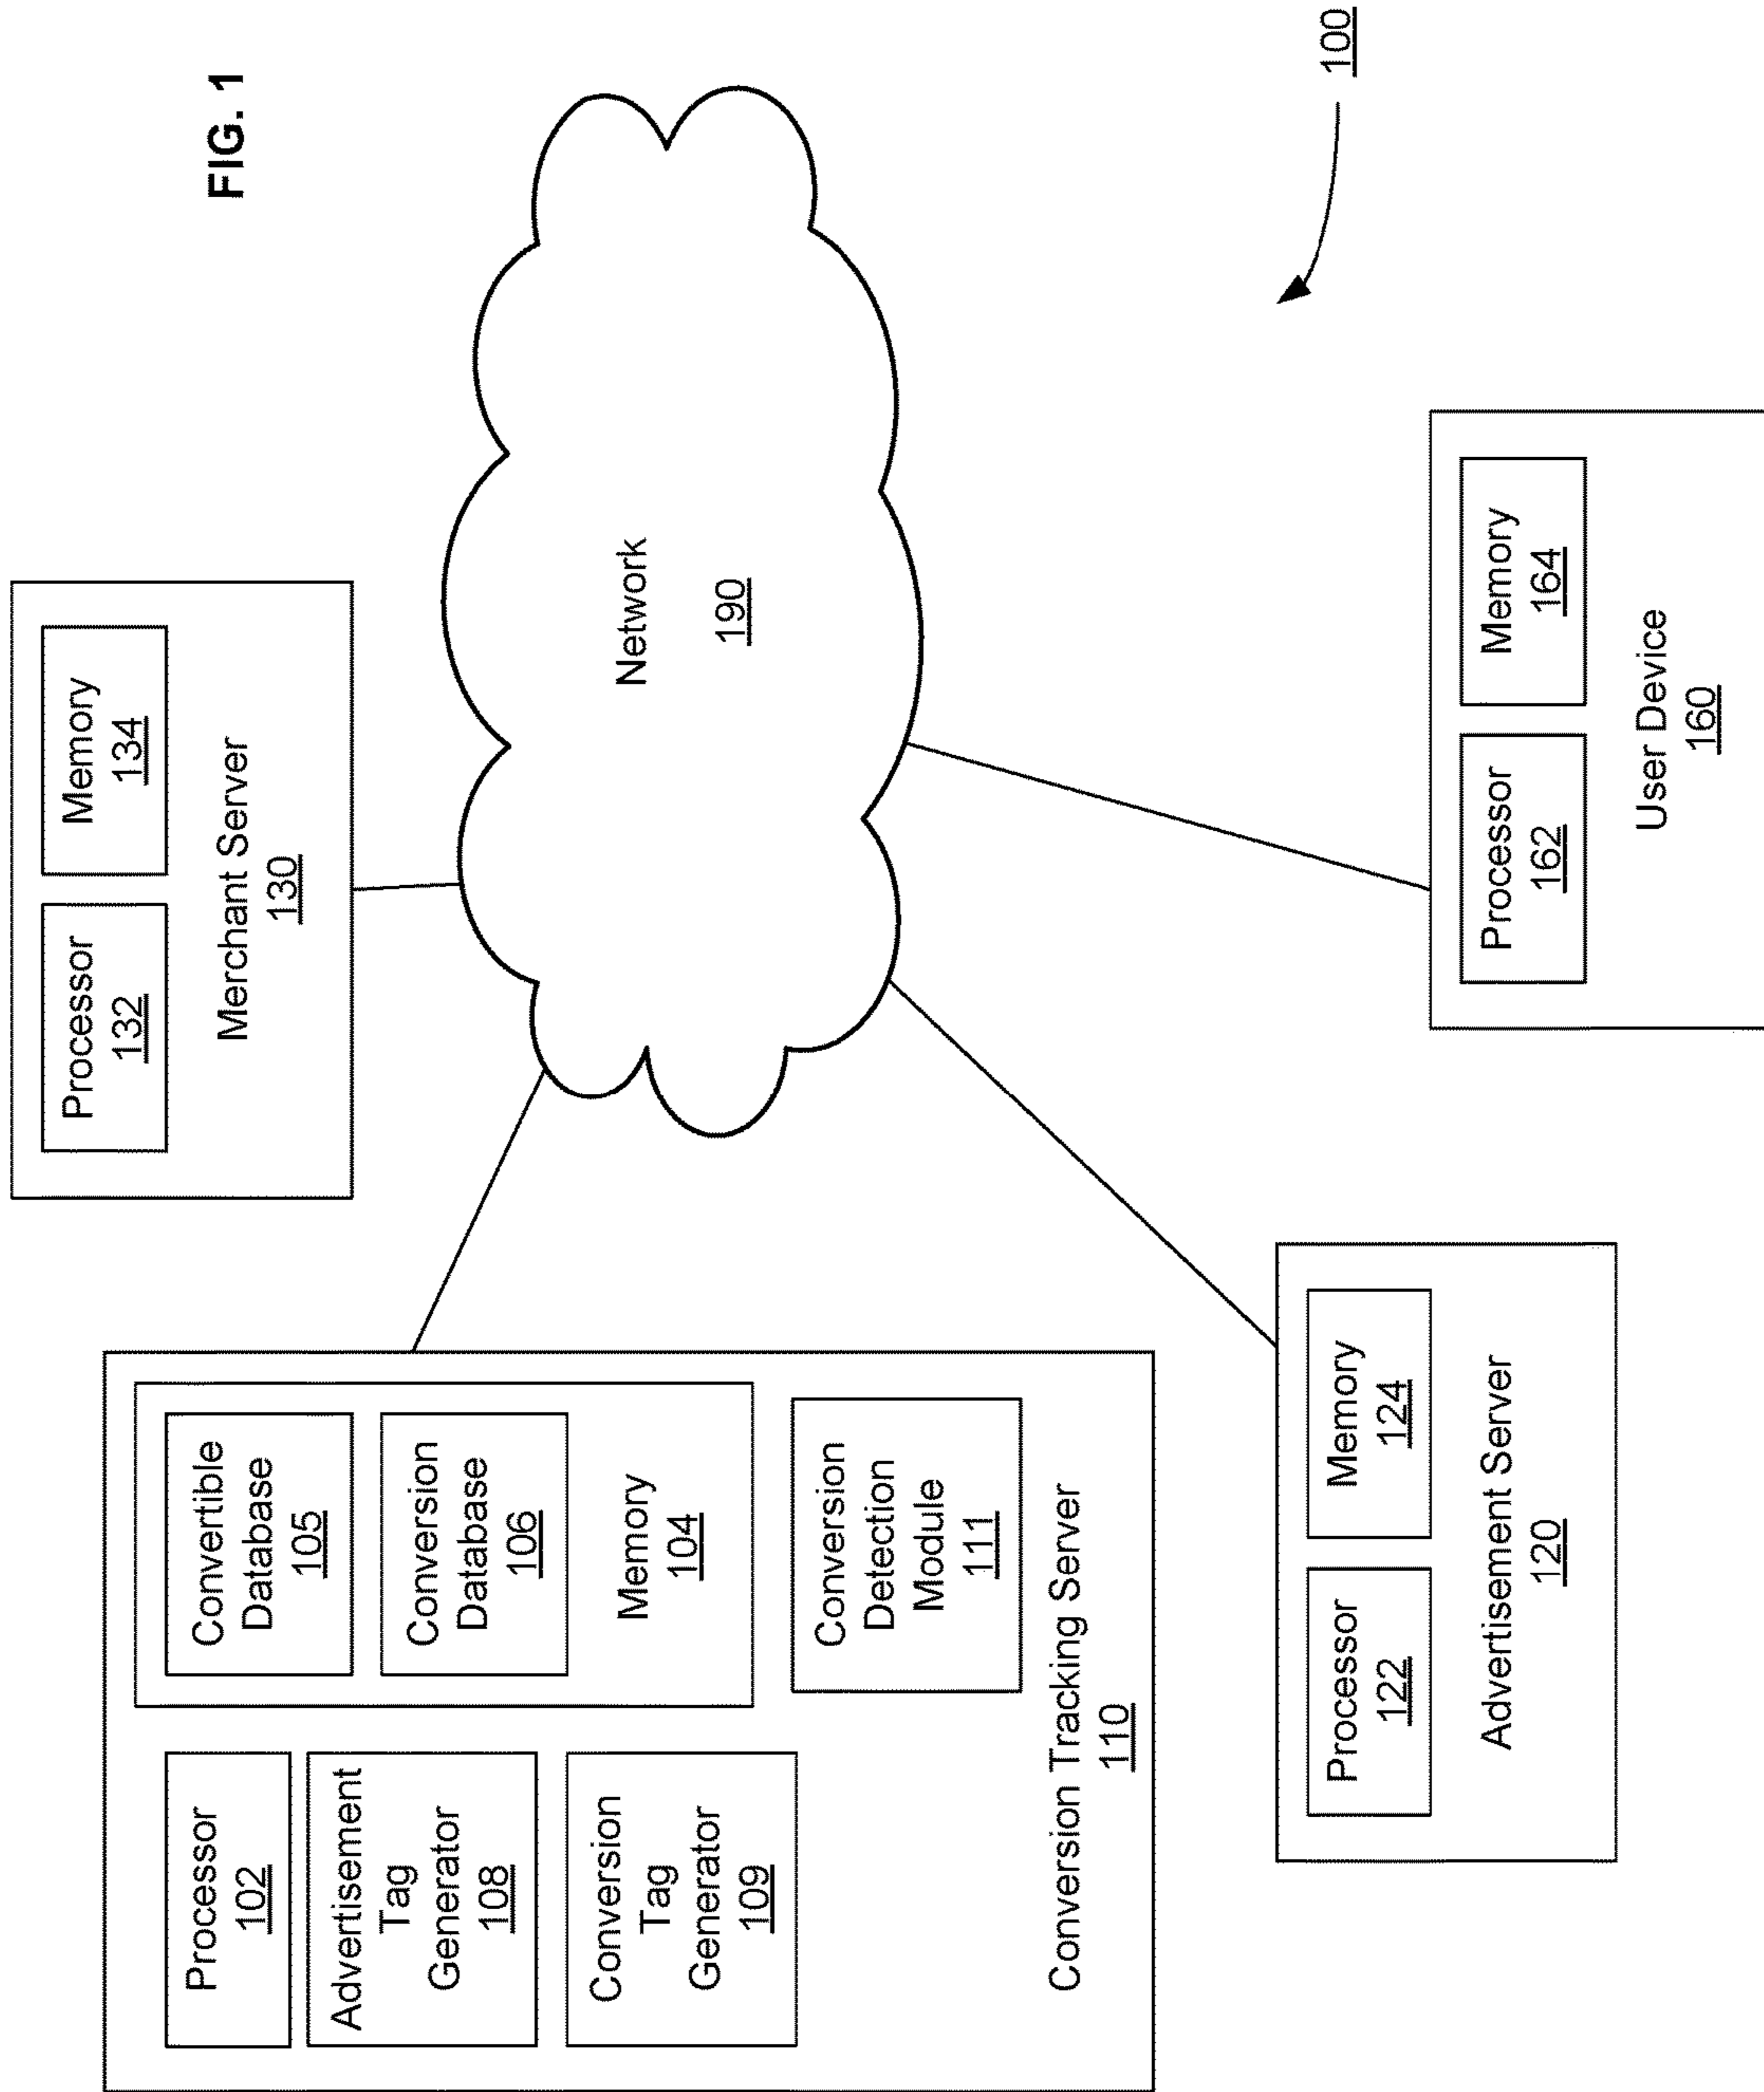 FIG. 1
Processor
102
Advertisement
Tag
Generator
108
Conversion
Tag
Generator
109
Convertible
Database
105
Conversion
Database
106
Memory
104
Conversion
Detection
Module
111
Conversion Tracking Server
110
Processor
132
Memory
134
Merchant Server
130
Network
190
Processor
122
Memory
124
Advertisement Server
120
Processor
162
Memory
164
User Device
160
100